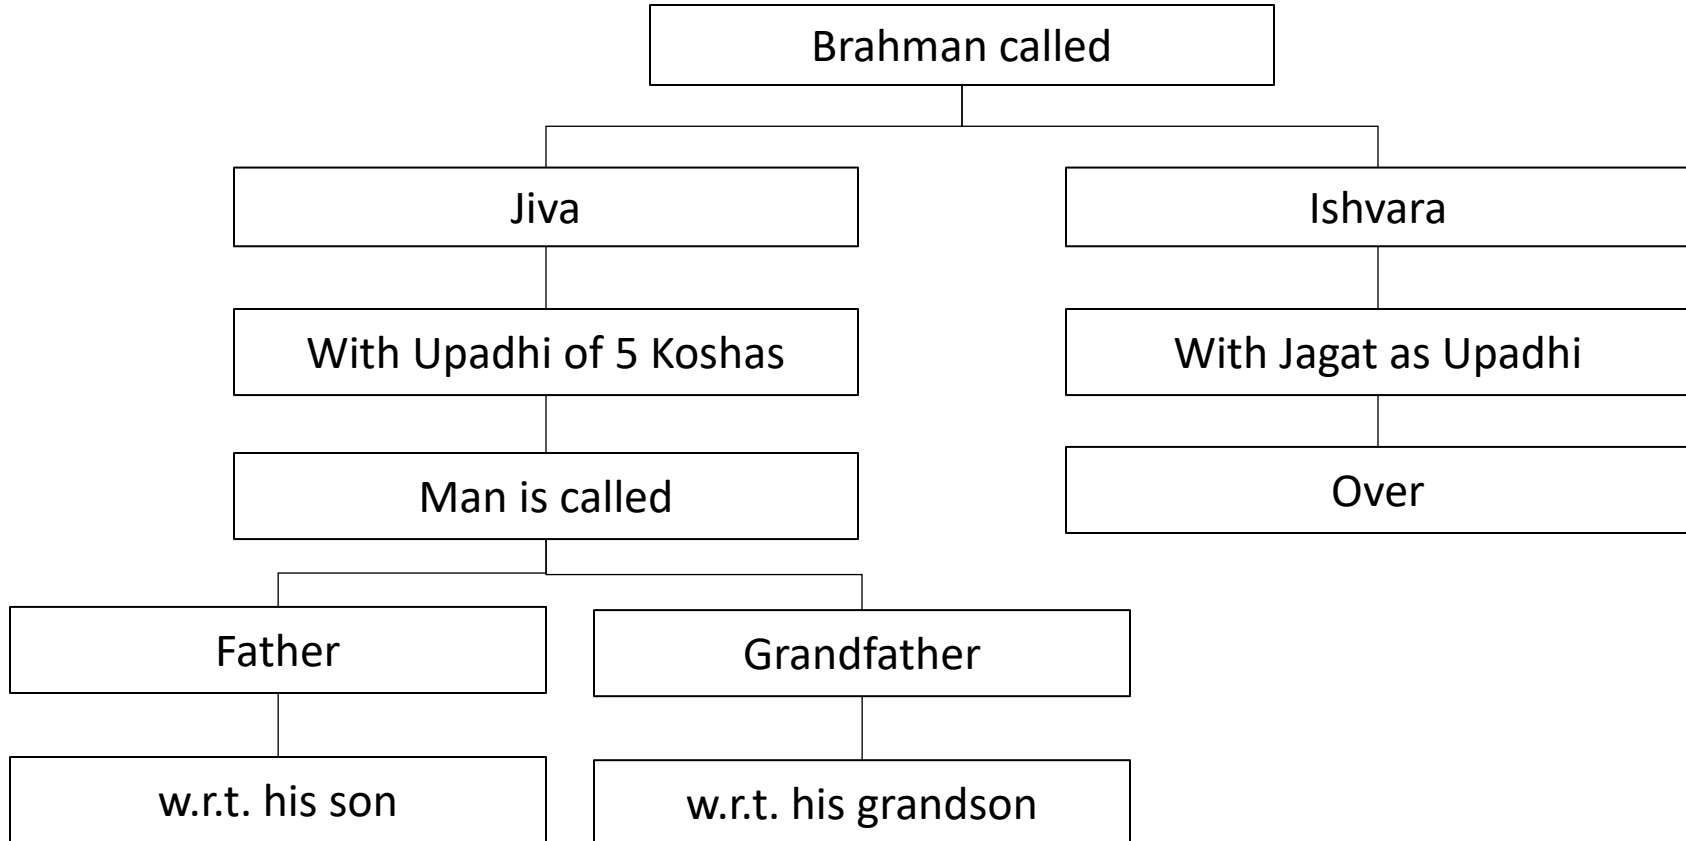 Brahman called
Jiva
Ishvara
With Upadhi of 5 Koshas
With Jagat as Upadhi
Man is called
Over
Father
Grandfather
w.r.t. his son
w.r.t. his grandson